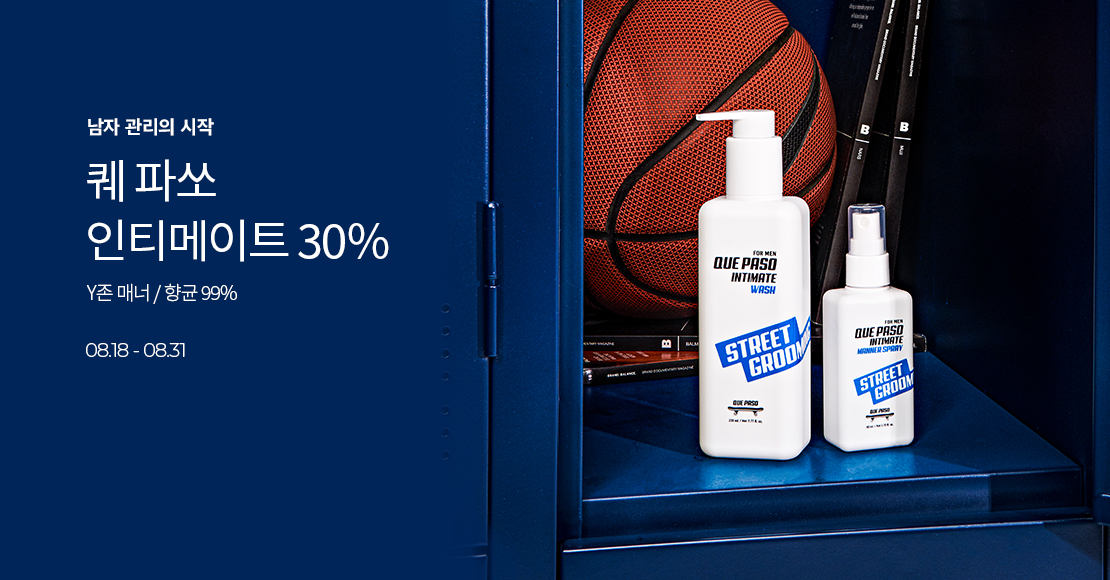 남자 관리의 시작
퀘 파쏘
인티메이트 30%
Y존 매너 / 향균 99%
08.18 - 08.31
FOR MEN
QUE PASO
INTIMATE
WASH
STREET
GROOM
QUE PASO
FOR MEN
QUE PASO
INTIMATE
MANNER SPRAY
STREET
GROOM
QUE PASO
B
B
B
BRAND BALANCE.